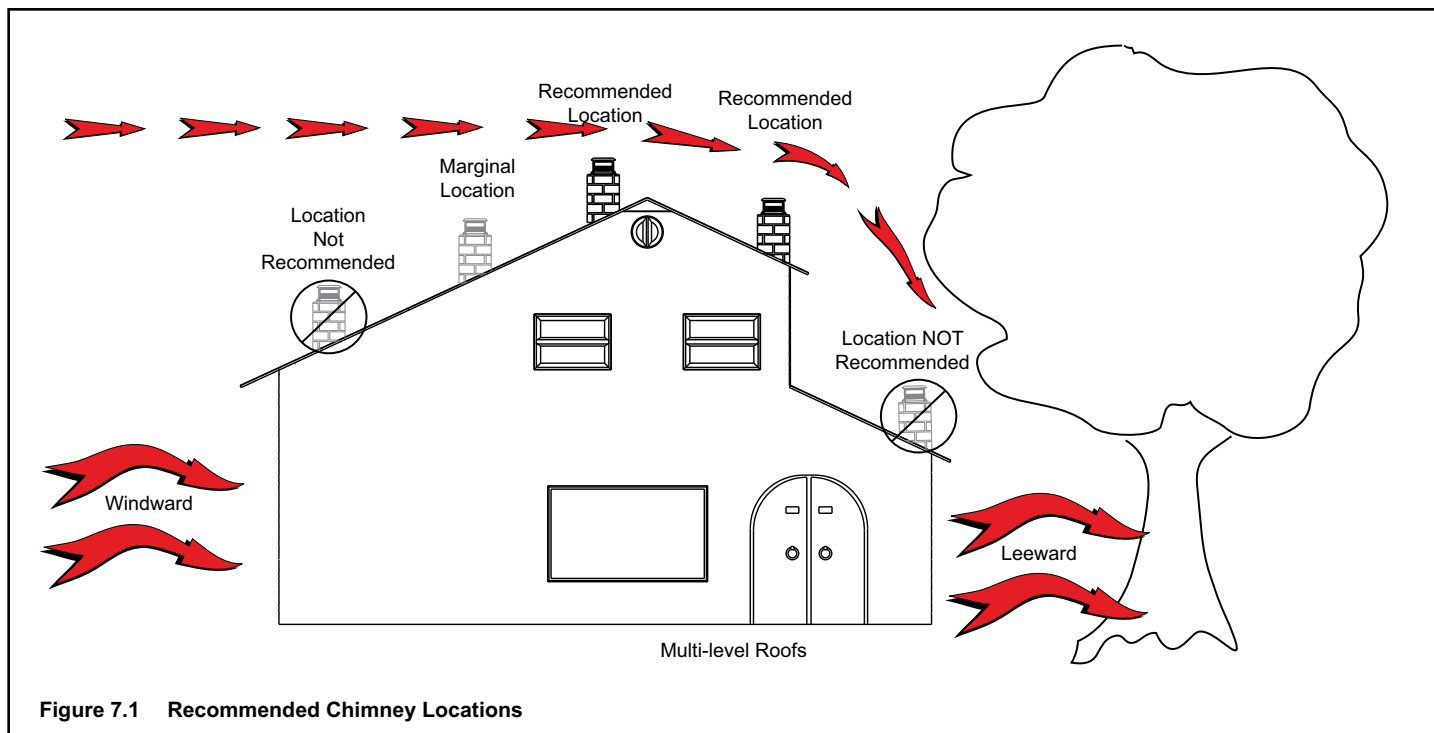 Recommended
Location
Recommended
Location
Marginal
Location
Location
Not
Recommended
Location NOT
Recommended
Windward
Leeward
Multi-level Roofs
Figure 7.1 Recommended Chimney Locations